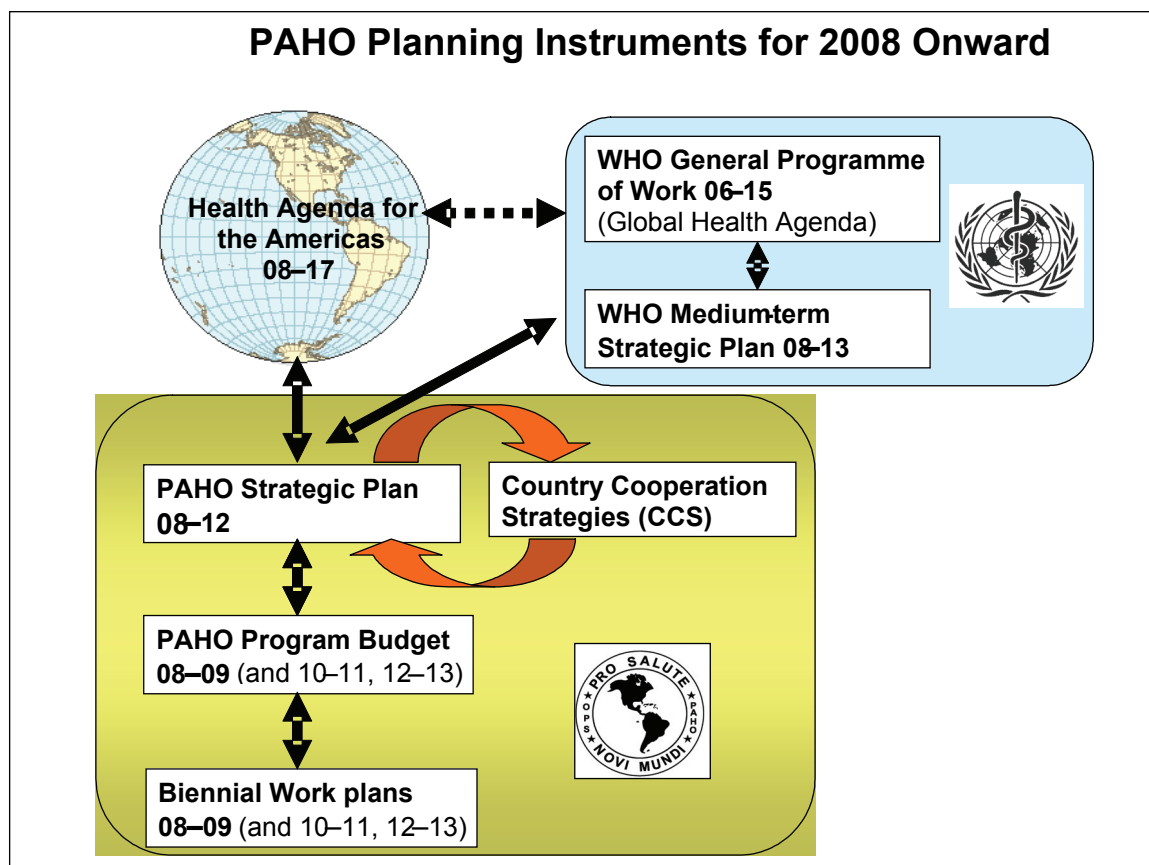 PAHO Planning Instruments for 2008 Onward
Health Agenda for
the Americas
08–17
WHO General Programme
of Work 06–15
(Global Health Agenda)
WHO Medium-term
Strategic Plan 08–13
PAHO Strategic Plan
08–12
Country Cooperation
Strategies (CCS)
PAHO Program Budget
08–09 (and 10–11, 12–13)
PRO SALUTE
OPS
PAHO
NOVI MUNDI
Biennial Work plans
08–09 (and 10–11, 12–13)